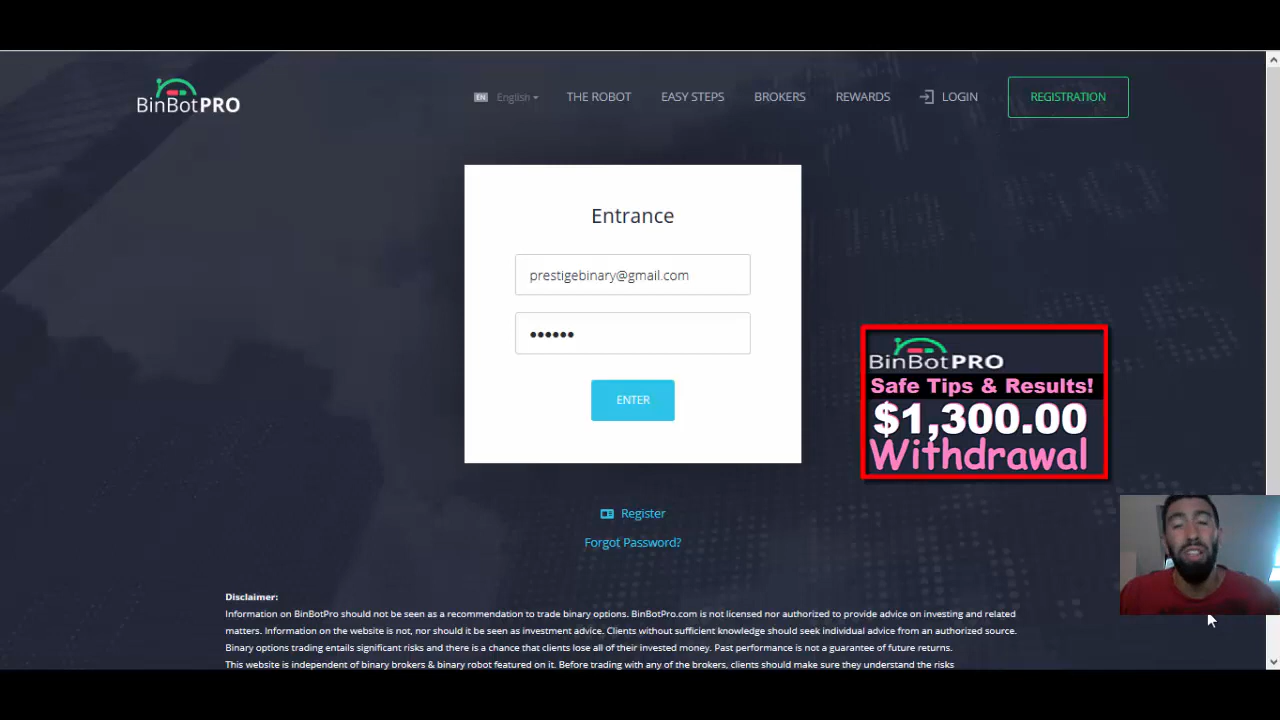 BinBotPRO
EN English THE ROBOT EASY STEPS BROKERS REWARDS LOGIN REGISTRATION
Entrance
prestigebinary@gmail.com
••••••
ENTER
BinBotPRO
Safe Tips & Results!
$1,300.00
Withdrawal
Register
Forgot Password?
Disclaimer:
Information on BinBotPro should not be seen as a recommendation to trade binary options. BinBotPro.com is not licensed nor authorized to provide advice on investing and related
matters. Information on the website is not, nor should it be seen as investment advice. Clients without sufficient knowledge should seek individual advice from an authorized source.
Binary options trading entails significant risks and there is a chance that clients lose all of their invested money. Past performance is not a guarantee of future returns.
This website is independent of binary brokers & binary robot featured on it. Before trading with any of the brokers, clients should make sure they understand the risks